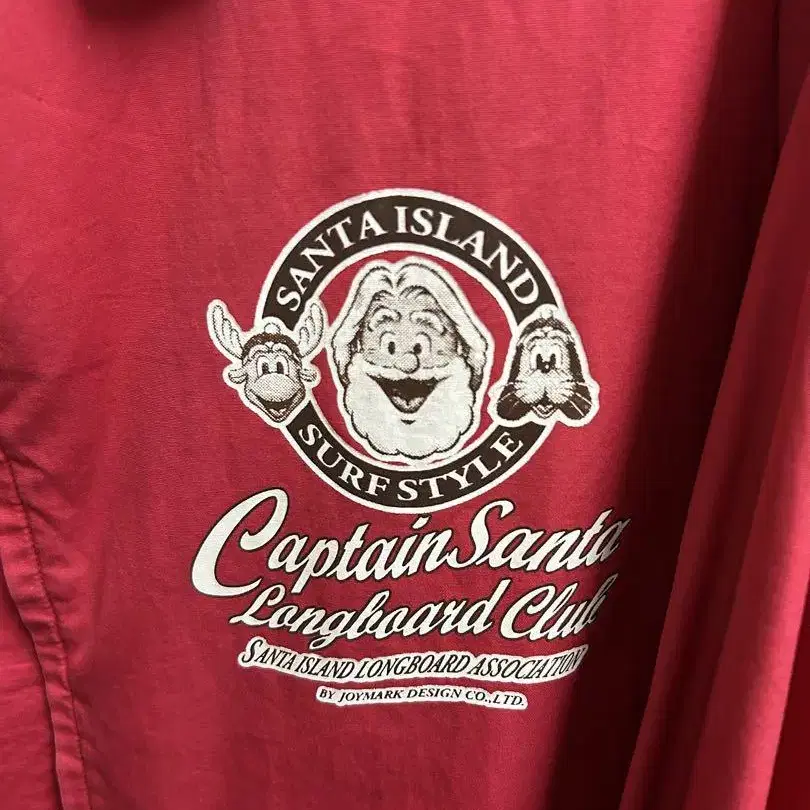 SANTA ISLAND
SURF STYLE
Captain Santa
Longboard Club
SANTA ISLAND LONGBOARD ASSOCIATION
BY JOYMARK DESIGN CO.,LTD.